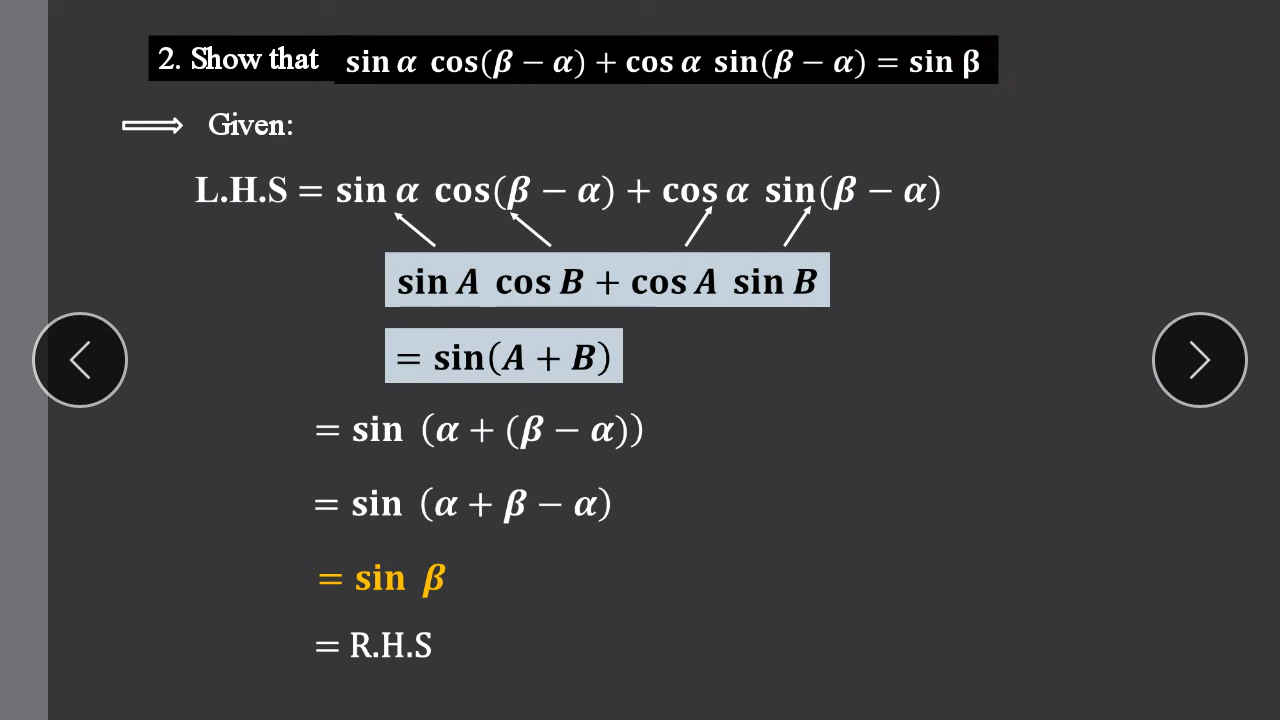 2. Show that sin α cos(β − α) + cos α sin(β − α) = sin β
⟹ Given:
L.H.S = sin α cos(β − α) + cos α sin(β − α)
sin A cos B + cos A sin B
= sin(A + B)
= sin (α + (β − α))
= sin (α + β − α)
= sin β
= R.H.S